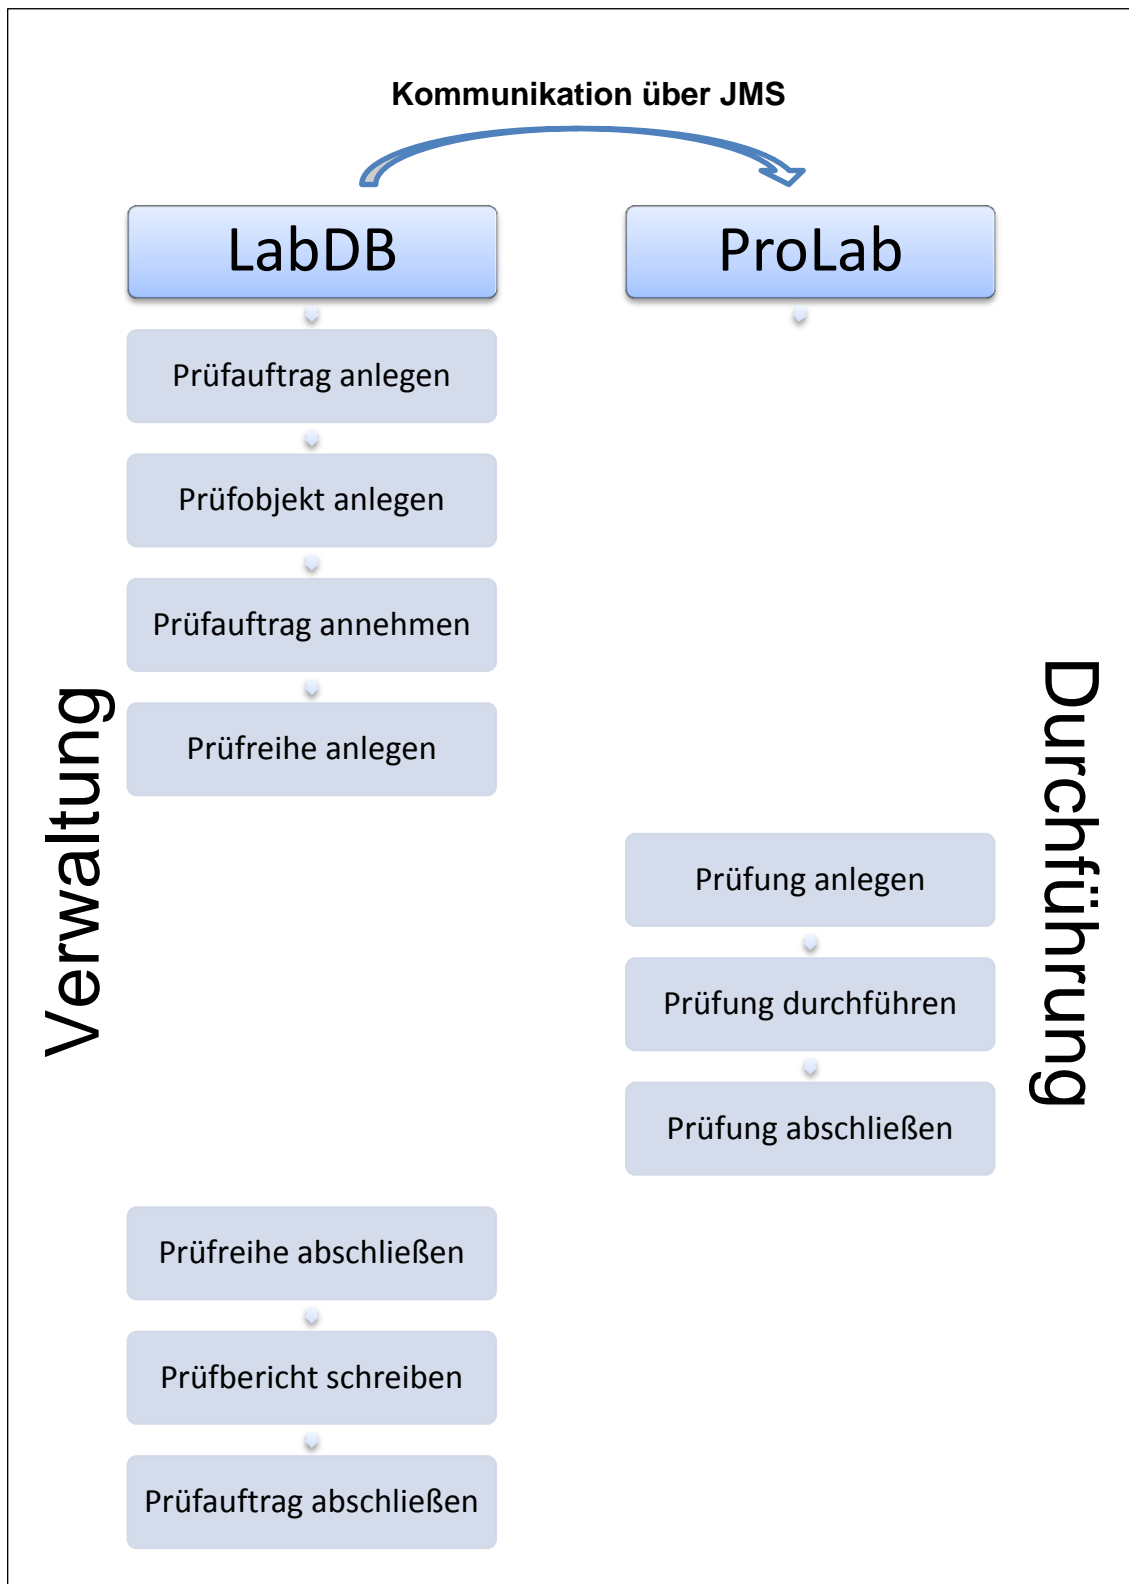 Kommunikation über JMS
LabDB
ProLab
Prüfauftrag anlegen
Prüfobjekt anlegen
Prüfauftrag annehmen
Prüfreihe anlegen
Verwaltung
Durchführung
Prüfung anlegen
Prüfung durchführen
Prüfung abschließen
Prüfreihe abschließen
Prüfbericht schreiben
Prüfauftrag abschließen